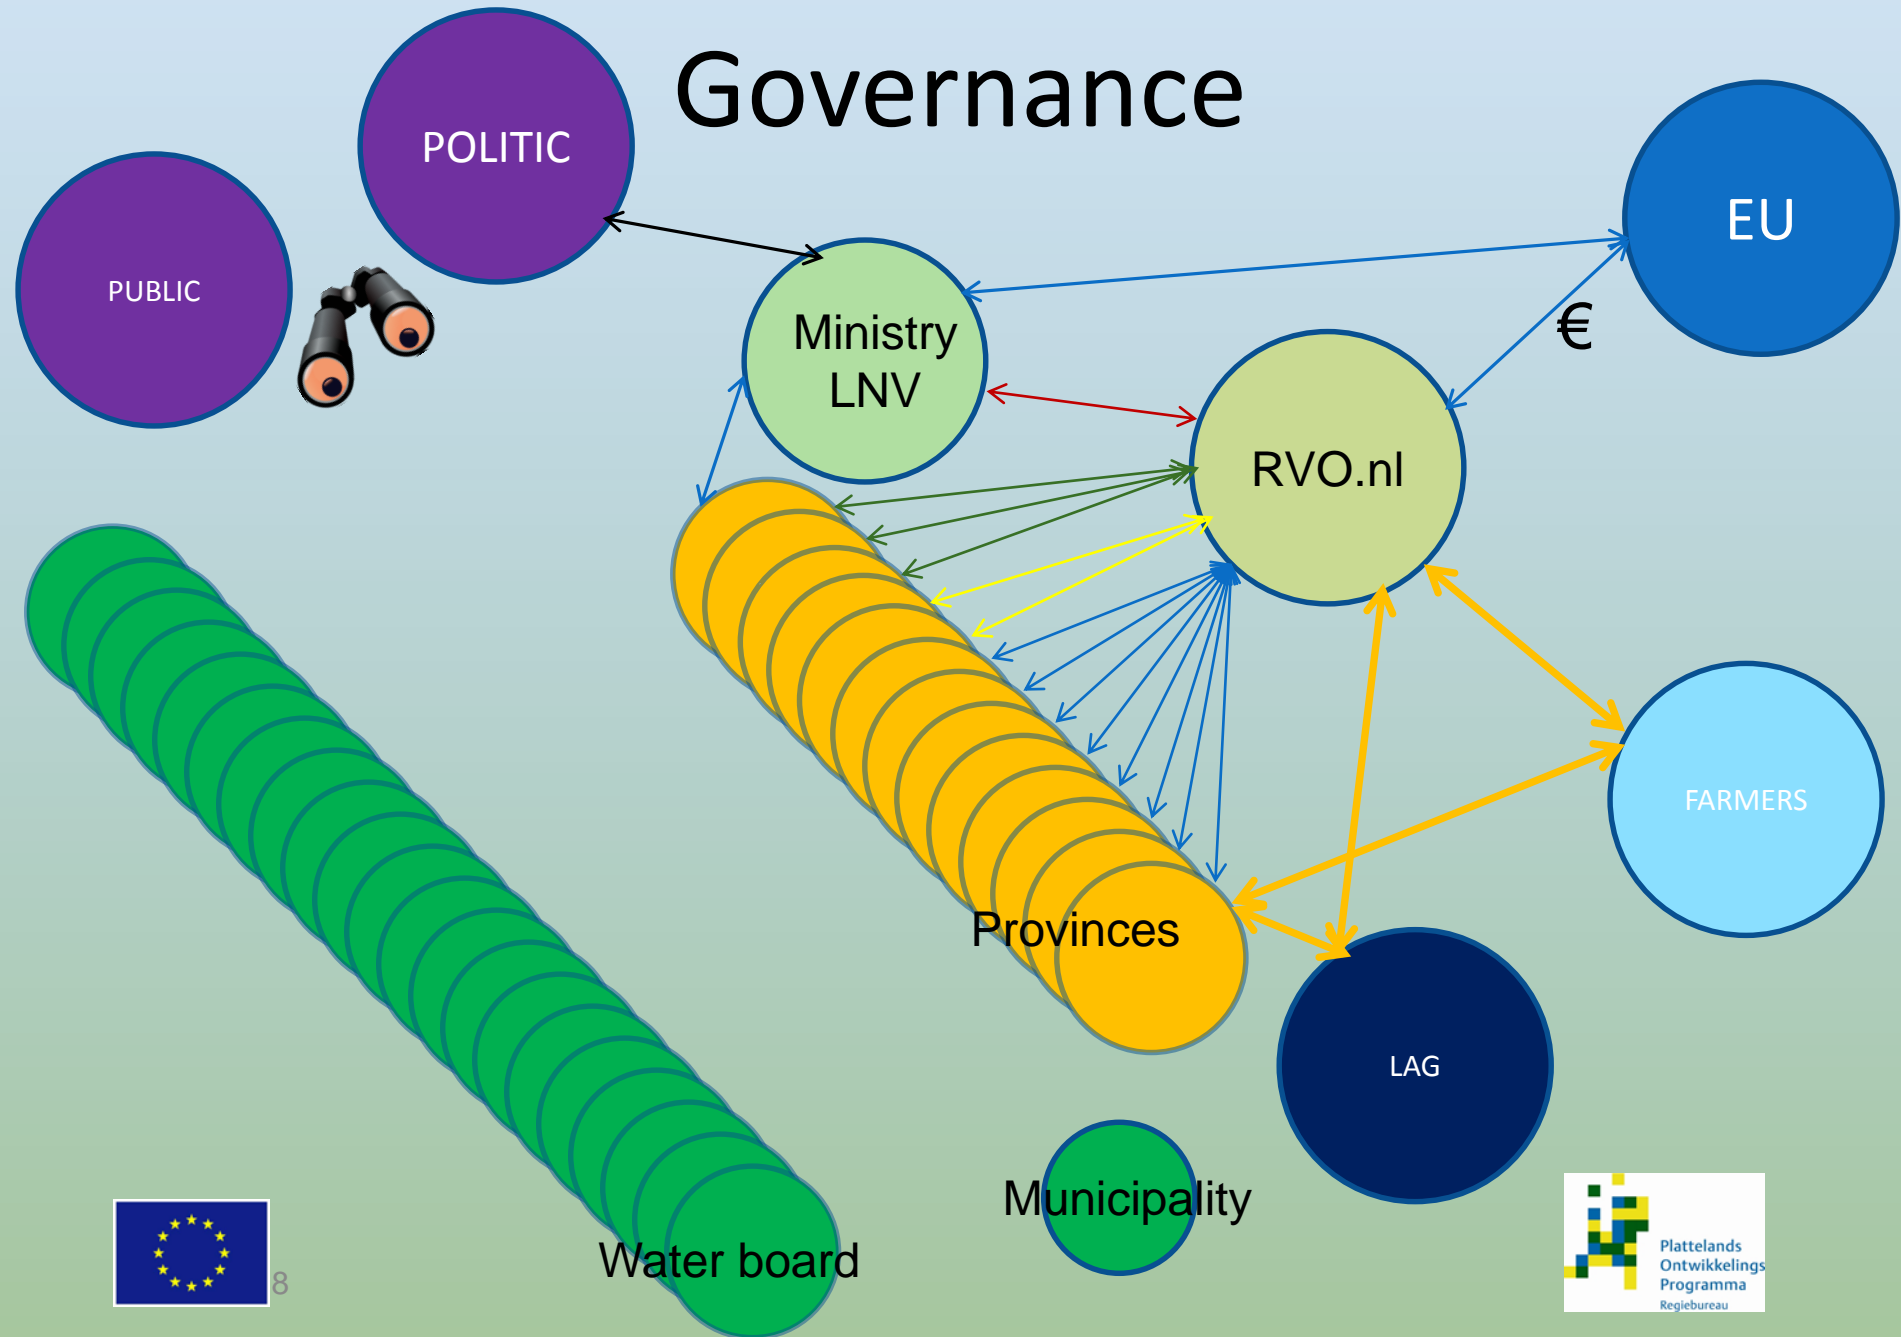 Governance
POLITIC
EU
PUBLIC
Ministry
LNV
€
RVO.nl
FARMERS
Provinces
LAG
Municipality
Water board
8
Plattelands
Ontwikkelings
Programma
Regiebureau